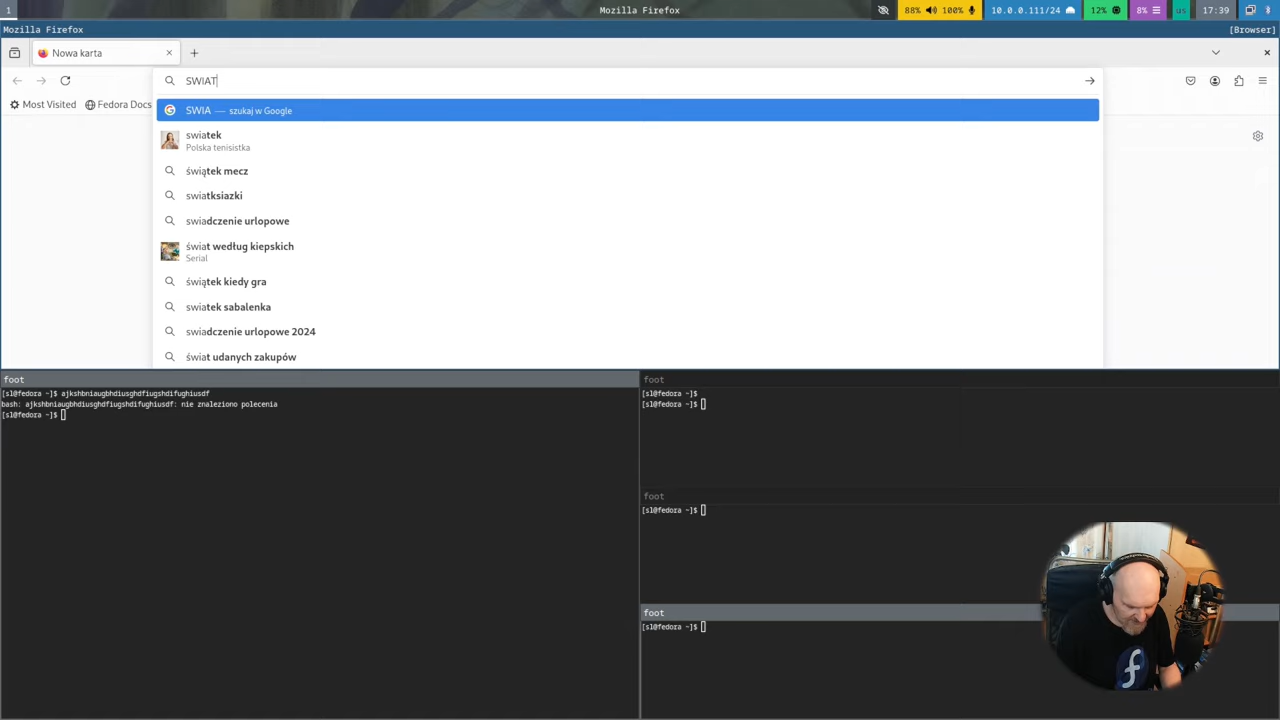 1
Mozilla Firefox
88% 100%
10.0.0.111/24
12%
8%
us
17:39
Mozilla Firefox
[Browser]
Nowa karta
SWIAT
Most Visited
Fedora Docs
SWIA — szukaj w Google
swiatek
Polska tenisistka
świątek mecz
swiatksiazki
swiadczenie urlopowe
świat według kiepskich
Serial
świątek kiedy gra
swiatek sabalenka
swiadczenie urlopowe 2024
świat udanych zakupów
foot
[sl@fedora ~]$ ajkshbniaugbhdiusghdfiugshdifughiusdf
bash: ajkshbniaugbhdiusghdfiugshdifughiusdf: nie znaleziono polecenia
[sl@fedora ~]$
foot
[sl@fedora ~]$
[sl@fedora ~]$
foot
[sl@fedora ~]$
foot
[sl@fedora ~]$